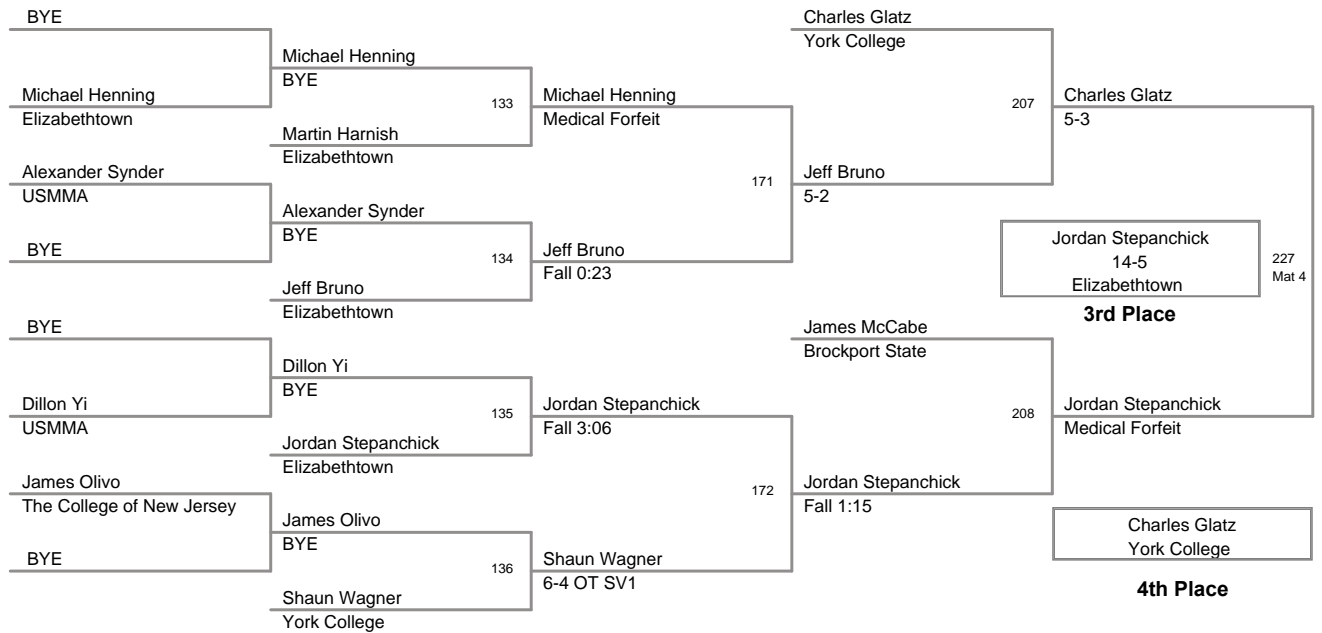 BYE
Michael Henning
Elizabethtown
Alexander Synder
USMMA
BYE
BYE
Dillon Yi
USMMA
James Olivo
The College of New Jersey
BYE
Michael Henning
BYE
133
Martin Harnish
Elizabethtown
Alexander Synder
BYE
134
Jeff Bruno
Elizabethtown
Dillon Yi
BYE
135
Jordan Stepanchick
Elizabethtown
James Olivo
BYE
136
Shaun Wagner
York College
Michael Henning
Medical Forfeit
171
Jeff Bruno
Fall 0:23
Jordan Stepanchick
Fall 3:06
172
Shaun Wagner
6-4 OT SV1
Charles Glatz
York College
207
Jeff Bruno
5-2
James McCabe
Brockport State
208
Jordan Stepanchick
Fall 1:15
Charles Glatz
5-3
Jordan Stepanchick
14-5
Elizabethtown
227
Mat 4
3rd Place
Jordan Stepanchick
Medical Forfeit
Charles Glatz
York College
4th Place